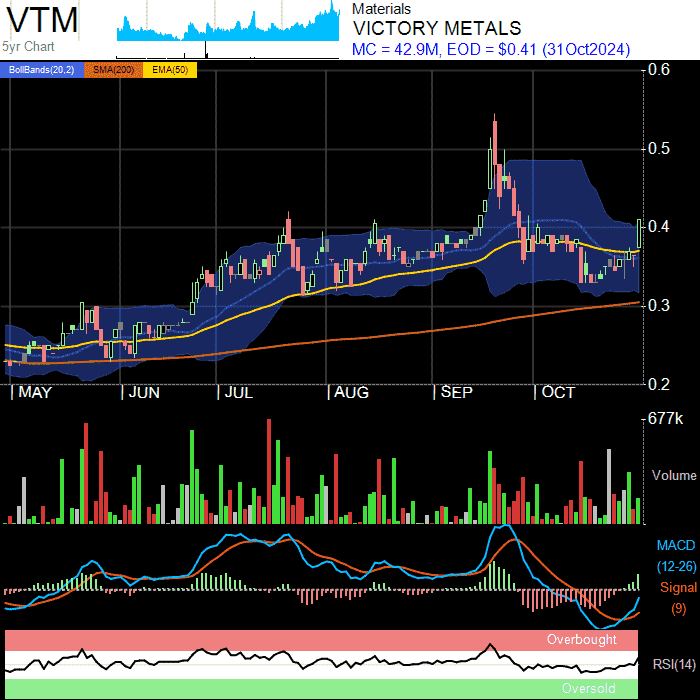 VTM
5yr Chart
Materials
VICTORY METALS
MC = 42.9M, EOD = $0.41 (31Oct2024)
BollBands(20,2) SMA(200) EMA(50)
0.6
0.5
0.4
0.3
0.2
MAY JUN JUL AUG SEP OCT
677k
Volume
MACD
(12-26)
Signal
(9)
Overbought
RSI(14)
Oversold